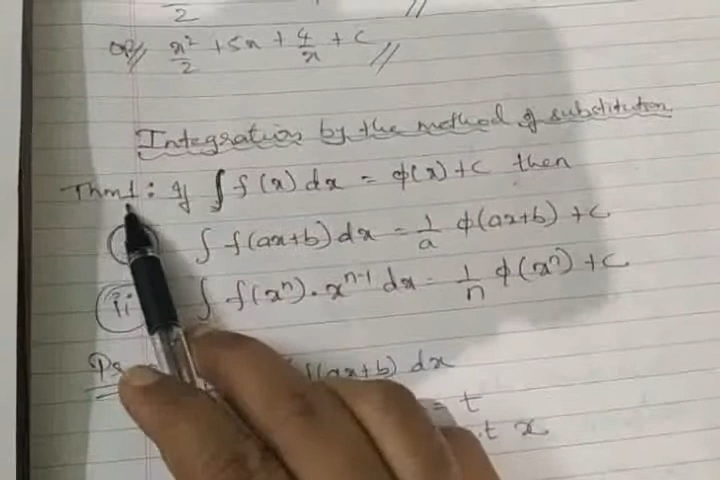 2 //
OR// x²/2 + 5x + 4/x + c //
Integration by the method of substitution
Thm1: If ∫ f(x) dx = ϕ(x) + c then
∫ f(ax+b) dx = 1/a ϕ(ax+b) + c
(ii ∫ f(xⁿ) · xⁿ⁻¹ dx = 1/n ϕ(xⁿ) + c
f(ax+b) dx
= t
.t x